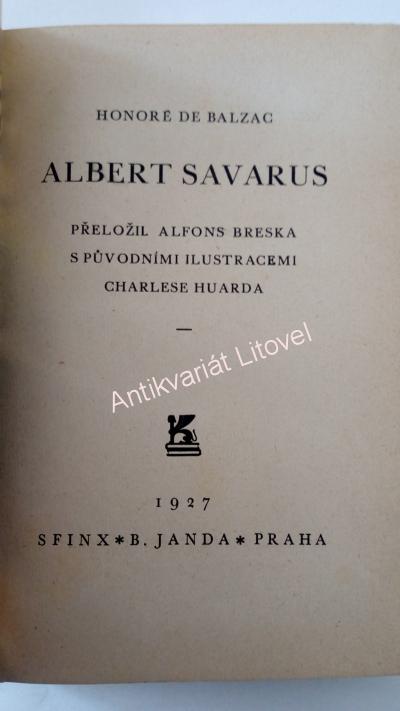 HONORÉ DE BALZAC
ALBERT SAVARUS
PŘELOŽIL ALFONS BRESKA
S PŮVODNÍMI ILUSTRACEMI
CHARLESE HUARDA
—
Antikvariát Litovel
1927
SFINX * B. JANDA * PRAHA